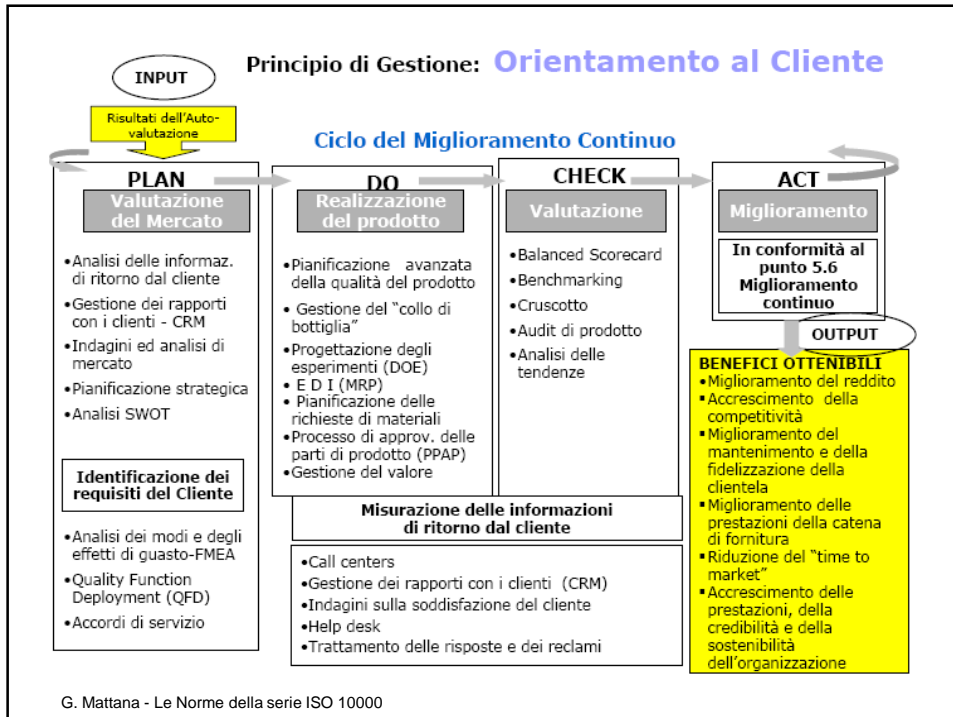 Principio di Gestione: Orientamento al Cliente
INPUT
Risultati dell'Auto-
valutazione
Ciclo del Miglioramento Continuo
PLAN
Valutazione
del Mercato
•Analisi delle informaz.
di ritorno dal cliente
•Gestione dei rapporti
con i clienti - CRM
•Indagini ed analisi di
mercato
•Pianificazione strategica
•Analisi SWOT
Identificazione dei
requisiti del Cliente
•Analisi dei modi e degli
effetti di guasto-FMEA
•Quality Function
Deployment (QFD)
•Accordi di servizio
DO
Realizzazione
del prodotto
•Pianificazione avanzata
della qualità del prodotto
• Gestione del "collo di
bottiglia"
•Progettazione degli
esperimenti (DOE)
• E D I (MRP)
• Pianificazione delle
richieste di materiali
•Processo di approv. delle
parti di prodotto (PPAP)
•Gestione del valore
CHECK
Valutazione
•Balanced Scorecard
•Benchmarking
•Cruscotto
•Audit di prodotto
•Analisi delle
tendenze
Misurazione delle informazioni
di ritorno dal cliente
•Call centers
•Gestione dei rapporti con i clienti (CRM)
•Indagini sulla soddisfazione del cliente
•Help desk
•Trattamento delle risposte e dei reclami
ACT
Miglioramento
In conformità al
punto 5.6
Miglioramento
continuo
OUTPUT
BENEFICI OTTENIBILI
•Miglioramento del reddito
▪Accrescimento della
competitività
▪Miglioramento del
mantenimento e della
fidelizzazione della
clientela
▪Miglioramento delle
prestazioni della catena
di fornitura
▪Riduzione del "time to
market"
▪Accrescimento delle
prestazioni, della
credibilità e della
sostenibilità
dell'organizzazione
G. Mattana - Le Norme della serie ISO 10000